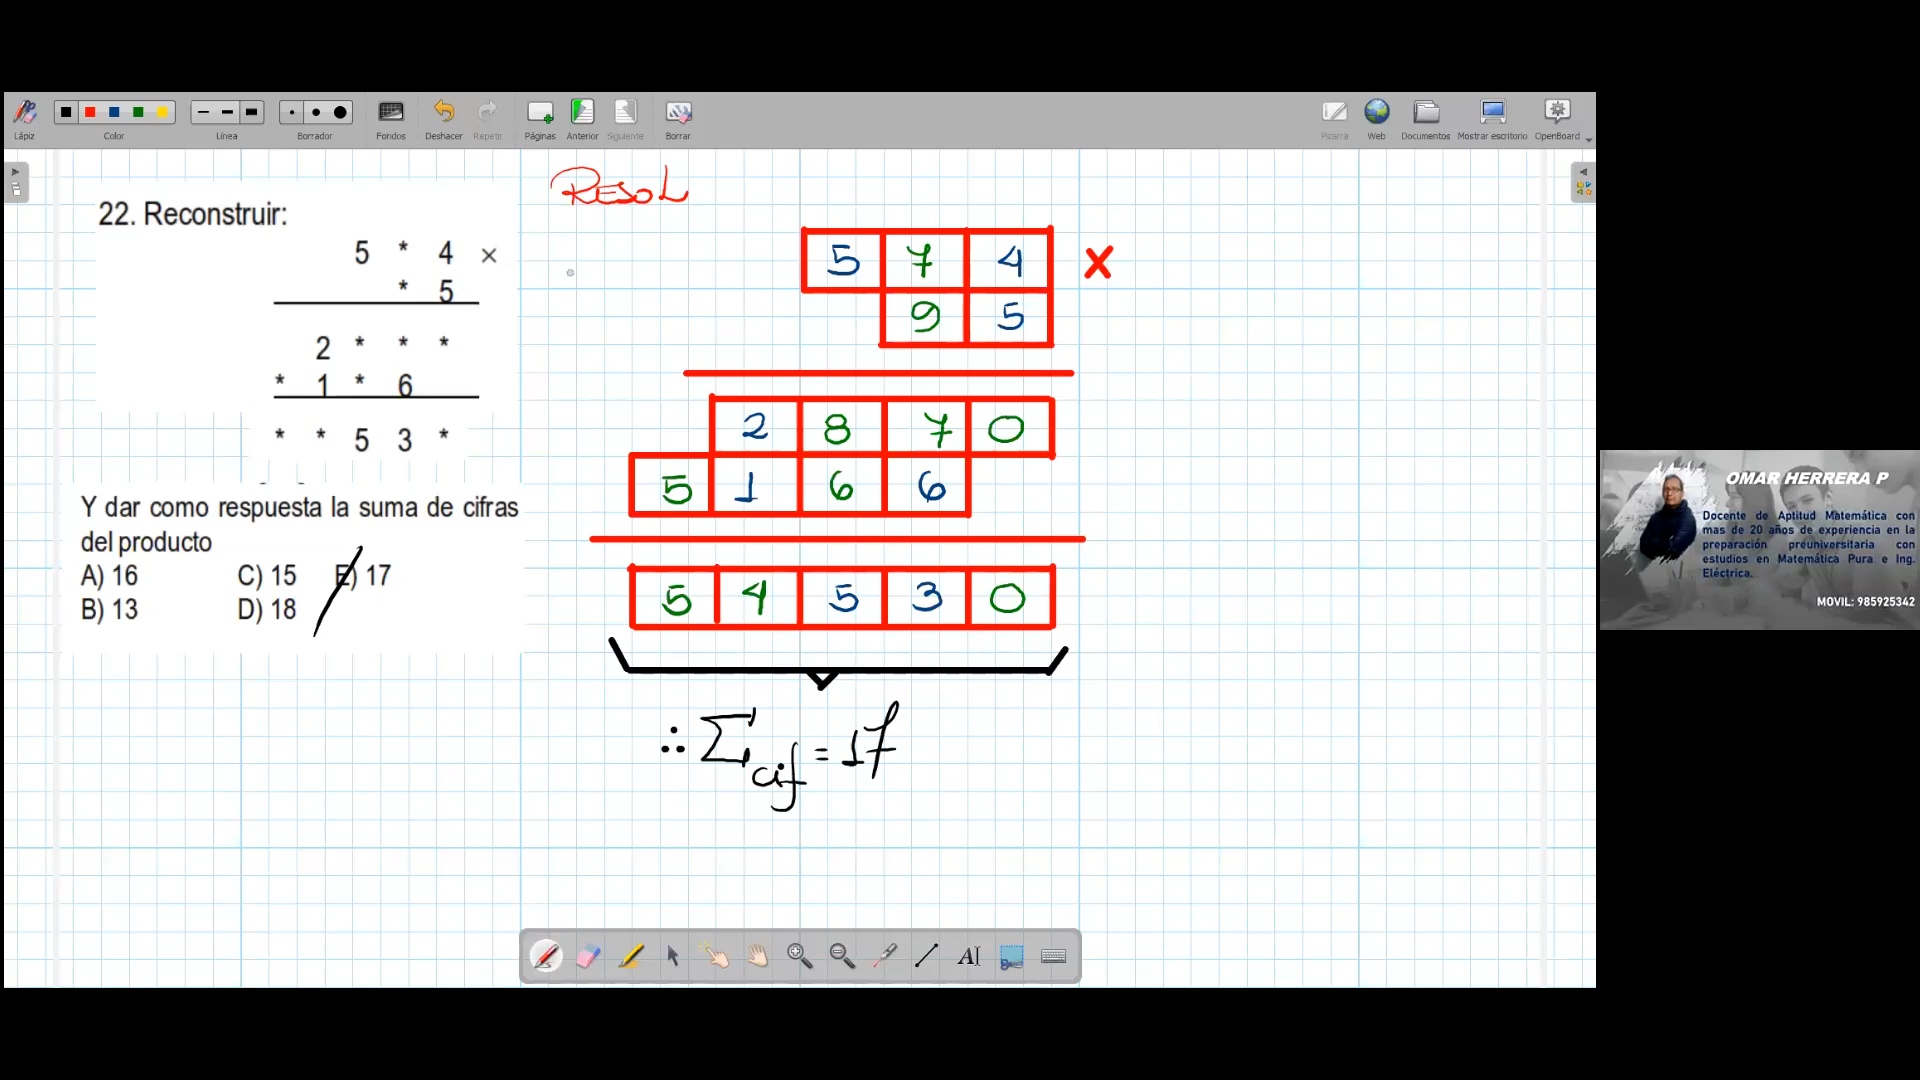 Lápiz Color Línea Borrador Fondos Deshacer Repetir Páginas Anterior Siguiente Borrar Pizarra Web Documentos Mostrar escritorio OpenBoard
22. Reconstruir:
5 * 4 ×
* 5
2 * * *
* 1 * 6
* * 5 3 *
Y dar como respuesta la suma de cifras
del producto
A) 16 C) 15 E) 17
B) 13 D) 18
RESOL
5 7 4 X
9 5
2 8 7 0
5 1 6 6
5 4 5 3 0
∴ Σcif = 17
OMAR HERRERA P
Docente de Aptitud Matemática con
mas de 20 años de experiencia en la
preparación preuniversitaria con
estudios en Matemática Pura e Ing.
Eléctrica.
MOVIL: 985925342